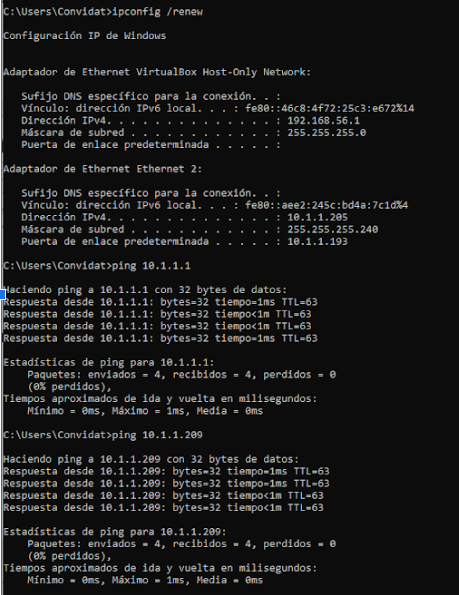 C:\Users\Convidat>ipconfig /renew
Configuración IP de Windows
Adaptador de Ethernet VirtualBox Host-Only Network:
Sufijo DNS específico para la conexión. . :
Vínculo: dirección IPv6 local. . . : fe80::46c8:4f72:25c3:e672%14
Dirección IPv4. . . . . . . . . . . . . . : 192.168.56.1
Máscara de subred . . . . . . . . . . . . : 255.255.255.0
Puerta de enlace predeterminada . . . . . :
Adaptador de Ethernet Ethernet 2:
Sufijo DNS específico para la conexión. . :
Vínculo: dirección IPv6 local. . . : fe80::aee2:245c:bd4a:7c1d%4
Dirección IPv4. . . . . . . . . . . . . . : 10.1.1.205
Máscara de subred . . . . . . . . . . . . : 255.255.255.240
Puerta de enlace predeterminada . . . . . : 10.1.1.193
C:\Users\Convidat>ping 10.1.1.1
Haciendo ping a 10.1.1.1 con 32 bytes de datos:
Respuesta desde 10.1.1.1: bytes=32 tiempo=1ms TTL=63
Respuesta desde 10.1.1.1: bytes=32 tiempo<1m TTL=63
Respuesta desde 10.1.1.1: bytes=32 tiempo<1m TTL=63
Respuesta desde 10.1.1.1: bytes=32 tiempo=1ms TTL=63
Estadísticas de ping para 10.1.1.1:
Paquetes: enviados = 4, recibidos = 4, perdidos = 0
(0% perdidos),
Tiempos aproximados de ida y vuelta en milisegundos:
Mínimo = 0ms, Máximo = 1ms, Media = 0ms
C:\Users\Convidat>ping 10.1.1.209
Haciendo ping a 10.1.1.209 con 32 bytes de datos:
Respuesta desde 10.1.1.209: bytes=32 tiempo=1ms TTL=63
Respuesta desde 10.1.1.209: bytes=32 tiempo=1ms TTL=63
Respuesta desde 10.1.1.209: bytes=32 tiempo<1m TTL=63
Respuesta desde 10.1.1.209: bytes=32 tiempo<1m TTL=63
Estadísticas de ping para 10.1.1.209:
Paquetes: enviados = 4, recibidos = 4, perdidos = 0
(0% perdidos),
Tiempos aproximados de ida y vuelta en milisegundos:
Mínimo = 0ms, Máximo = 1ms, Media = 0ms